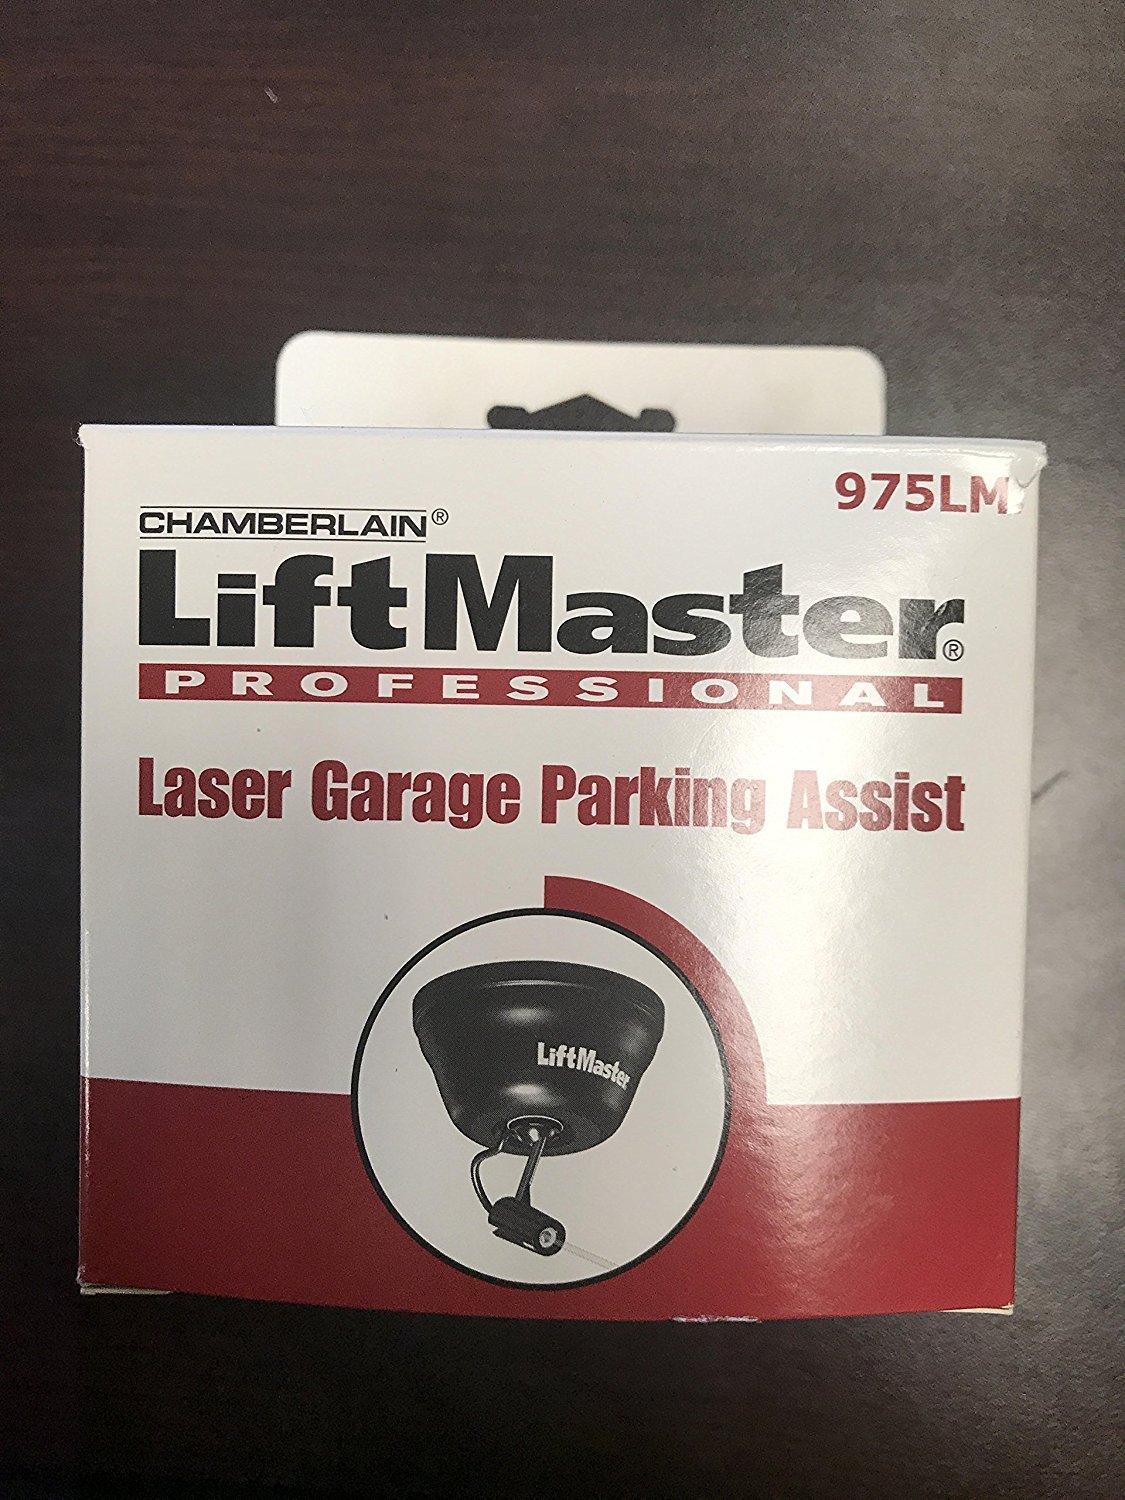 975LM
CHAMBERLAIN®
LiftMaster®
PROFESSIONAL
Laser Garage Parking Assist
LiftMaster